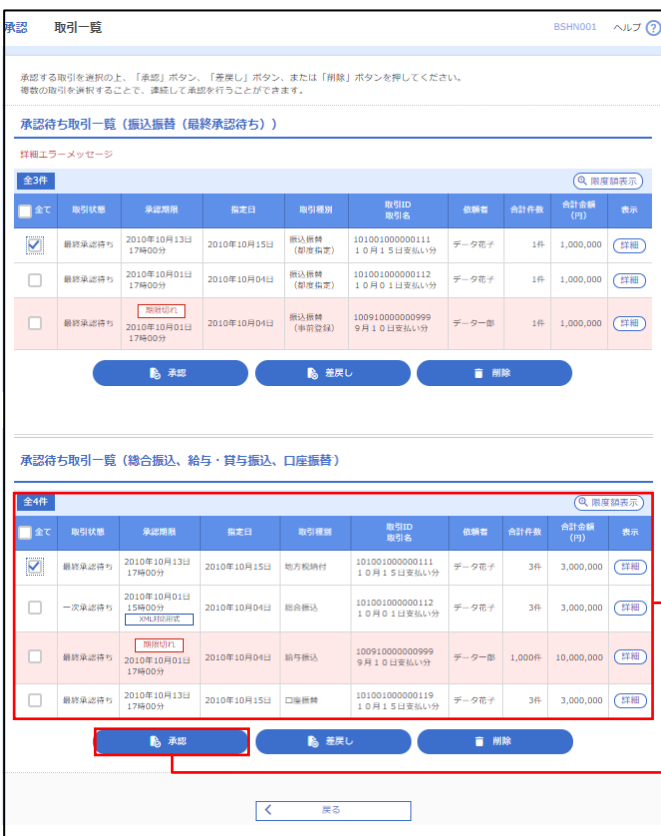 承認 取引一覧 BSHN001 ヘルプ ?
承認する取引を選択の上、「承認」ボタン、「差戻し」ボタン、または「削除」ボタンを押してください。
複数の取引を選択することで、連続して承認を行うことができます。
承認待ち取引一覧（振込振替（最終承認待ち））
詳細エラーメッセージ
全3件 限度額表示
全て 取引状態 承認期限 指定日 取引種別 取引ID 取引名 依頼者 合計件数 合計金額(円) 表示
最終承認待ち 2010年10月13日 17時00分 2010年10月15日 振込振替（都度指定） 101001000000111 １０月１５日支払い分 データ花子 1件 1,000,000 詳細
最終承認待ち 2010年10月01日 17時00分 2010年10月04日 振込振替（都度指定） 101001000000112 １０月０１日支払い分 データ花子 1件 1,000,000 詳細
最終承認待ち 期限切れ 2010年10月01日 17時00分 2010年10月04日 振込振替（事前登録） 100910000000999 ９月１０日支払い分 データ一郎 1件 1,000,000 詳細
承認 差戻し 削除
承認待ち取引一覧（総合振込、給与・賞与振込、口座振替）
全4件 限度額表示
全て 取引状態 承認期限 指定日 取引種別 取引ID 取引名 依頼者 合計件数 合計金額(円) 表示
最終承認待ち 2010年10月13日 17時00分 2010年10月15日 地方税納付 101001000000111 １０月１５日支払い分 データ花子 3件 3,000,000 詳細
一次承認待ち 2010年10月01日 15時00分 XML対応形式 2010年10月04日 総合振込 101001000000112 １０月０１日支払い分 データ花子 3件 3,000,000 詳細
最終承認待ち 期限切れ 2010年10月01日 17時00分 2010年10月04日 給与振込 100910000000999 ９月１０日支払い分 データ一郎 1,000件 10,000,000 詳細
最終承認待ち 2010年10月13日 17時00分 2010年10月15日 口座振替 101001000000119 １０月１５日支払い分 データ花子 3件 3,000,000 詳細
承認 差戻し 削除
戻る